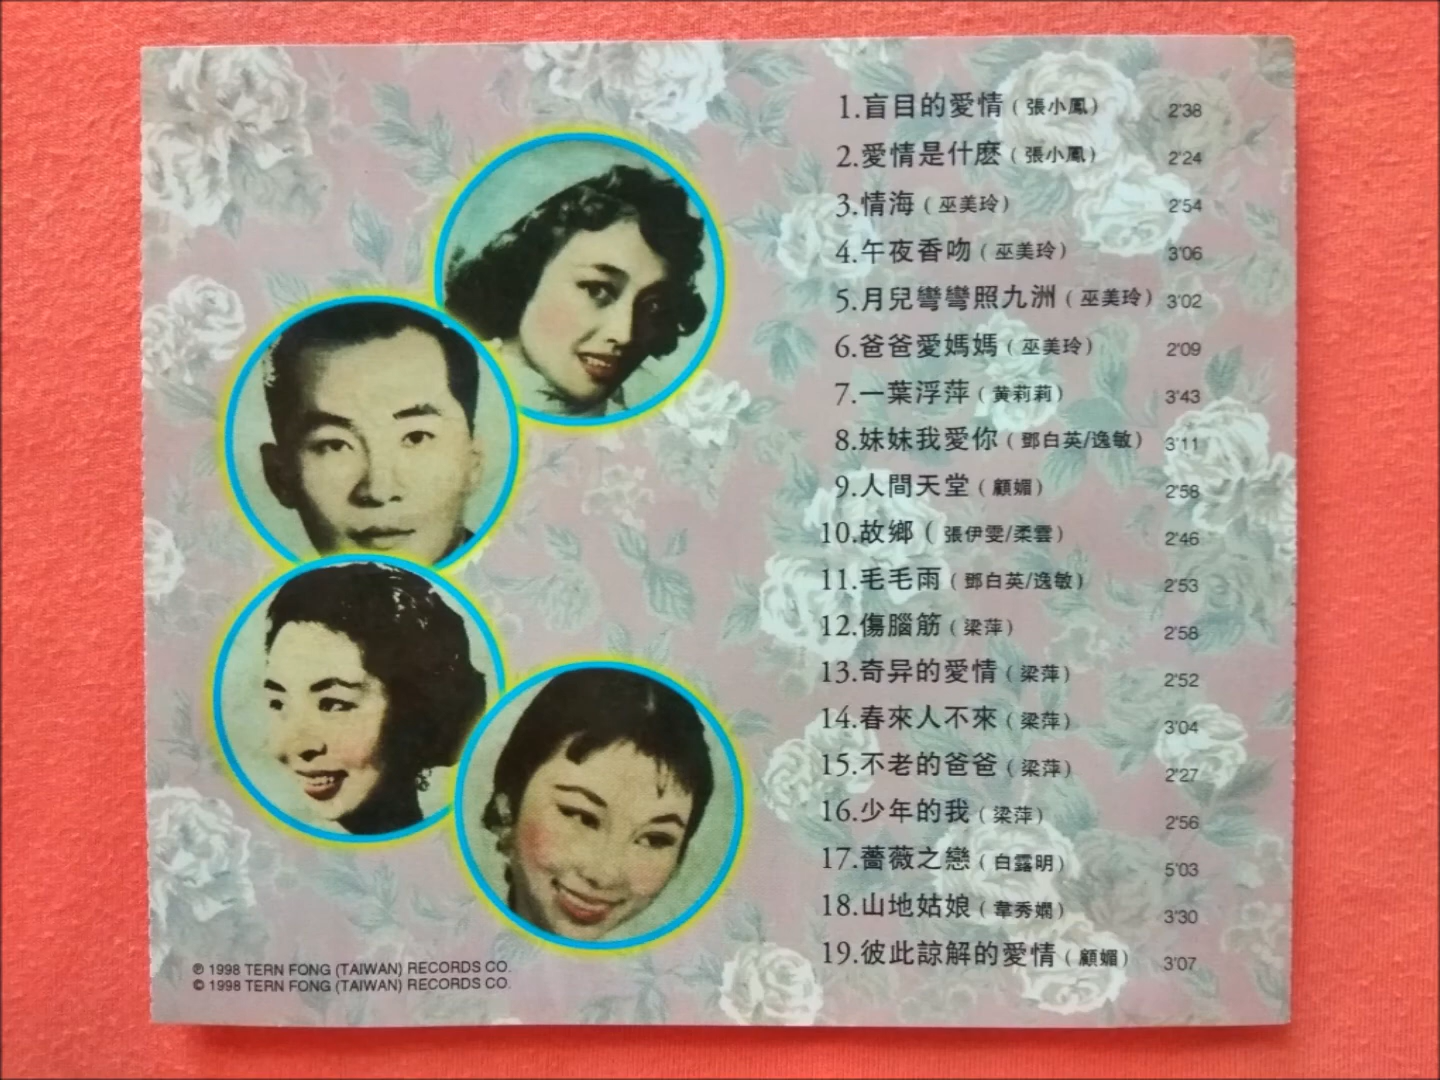 1.盲目的愛情(張小鳳) 2'38
2.愛情是什麽(張小鳳) 2'24
3.情海(巫美玲) 2'54
4.午夜香吻(巫美玲) 3'06
5.月兒彎彎照九洲(巫美玲) 3'02
6.爸爸愛媽媽(巫美玲) 2'09
7.一葉浮萍(黄莉莉) 3'43
8.妹妹我愛你(鄧白英/逸敏) 3'11
9.人間天堂(顧媚) 2'58
10.故鄉(張伊雯/柔雲) 2'46
11.毛毛雨(鄧白英/逸敏) 2'53
12.傷腦筋(梁萍) 2'58
13.奇异的愛情(梁萍) 2'52
14.春來人不來(梁萍) 3'04
15.不老的爸爸(梁萍) 2'27
16.少年的我(梁萍) 2'56
17.薔薇之戀(白露明) 5'03
18.山地姑娘(韋秀嫻) 3'30
19.彼此諒解的愛情(顧媚) 3'07
℗ 1998 TERN FONG (TAIWAN) RECORDS CO.
© 1998 TERN FONG (TAIWAN) RECORDS CO.